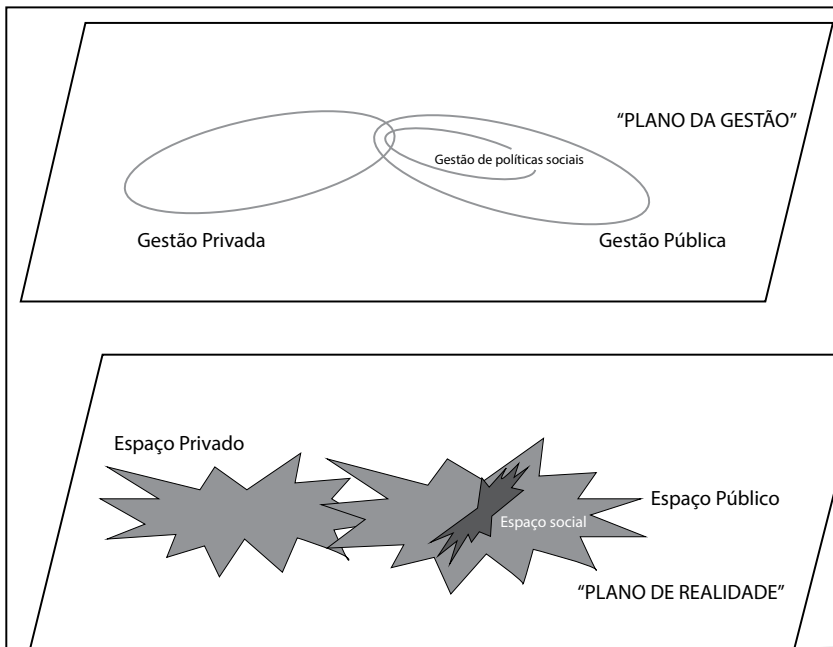 “PLANO DA GESTÃO”
Gestão de políticas sociais
Gestão Privada
Gestão Pública
Espaço Privado
Espaço Público
Espaço social
“PLANO DE REALIDADE”